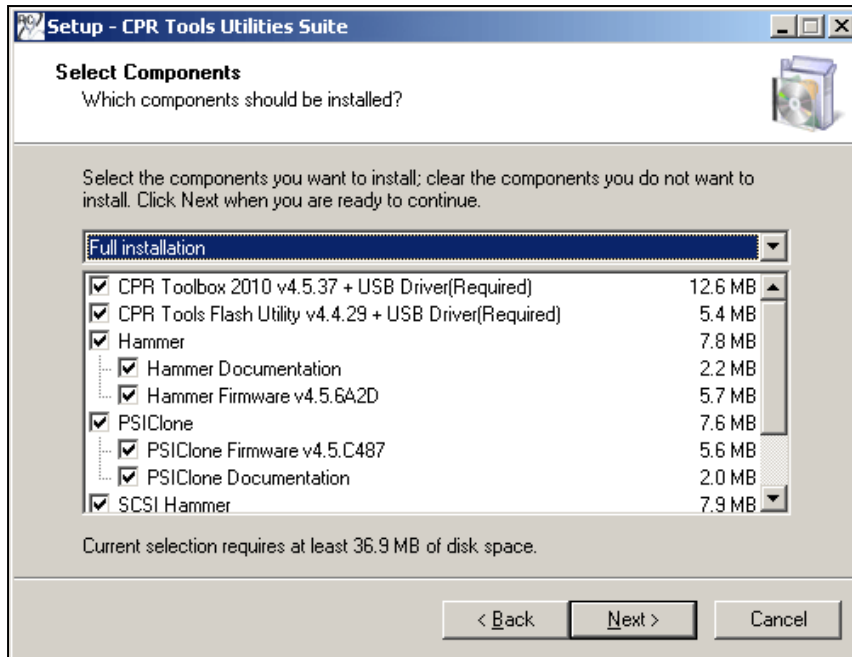 Setup - CPR Tools Utilities Suite
Select Components
Which components should be installed?
Select the components you want to install; clear the components you do not want to
install. Click Next when you are ready to continue.
Full installation
CPR Toolbox 2010 v4.5.37 + USB Driver(Required) 12.6 MB
CPR Tools Flash Utility v4.4.29 + USB Driver(Required) 5.4 MB
Hammer 7.8 MB
Hammer Documentation 2.2 MB
Hammer Firmware v4.5.6A2D 5.7 MB
PSIClone 7.6 MB
PSIClone Firmware v4.5.C487 5.6 MB
PSIClone Documentation 2.0 MB
SCSI Hammer 7.9 MB
Current selection requires at least 36.9 MB of disk space.
< Back Next > Cancel